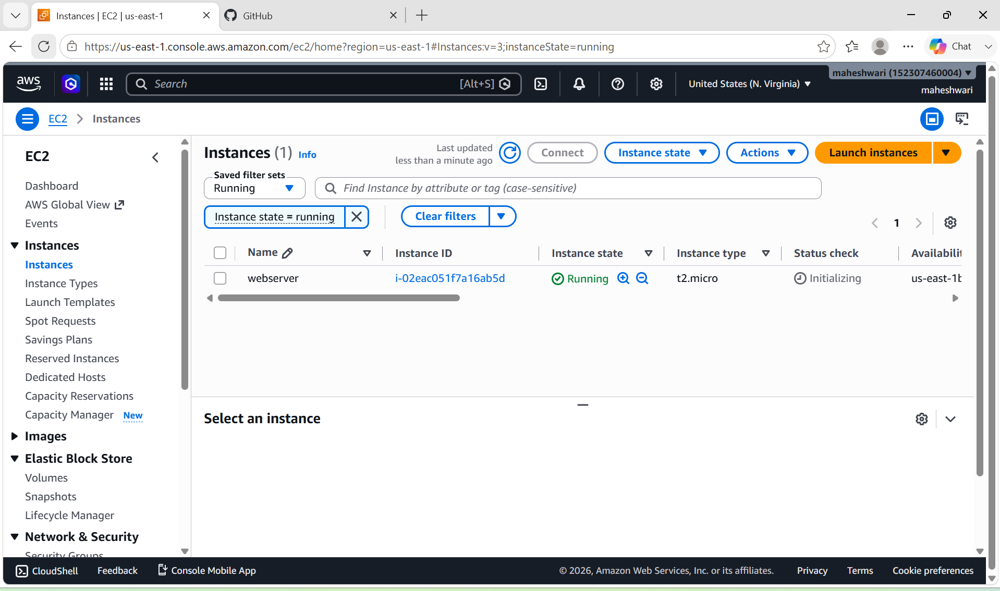 Instances | EC2 | us-east-1
GitHub
https://us-east-1.console.aws.amazon.com/ec2/home?region=us-east-1#Instances:v=3;instanceState=running
Chat
aws
Search
[Alt+S]
United States (N. Virginia)
maheshwari (152307460004)
maheshwari
EC2
Instances
EC2
Dashboard
AWS Global View
Events
Instances
Instances
Instance Types
Launch Templates
Spot Requests
Savings Plans
Reserved Instances
Dedicated Hosts
Capacity Reservations
Capacity Manager New
Images
Elastic Block Store
Volumes
Snapshots
Lifecycle Manager
Network & Security
Security Groups
Instances (1) Info
Last updated
less than a minute ago
Connect
Instance state
Actions
Launch instances
Saved filter sets
Running
Find Instance by attribute or tag (case-sensitive)
Instance state = running
Clear filters
1
Name Instance ID Instance state Instance type Status check Availabilit
webserver i-02eac051f7a16ab5d Running t2.micro Initializing us-east-1b
Select an instance
CloudShell Feedback Console Mobile App © 2026, Amazon Web Services, Inc. or its affiliates. Privacy Terms Cookie preferences